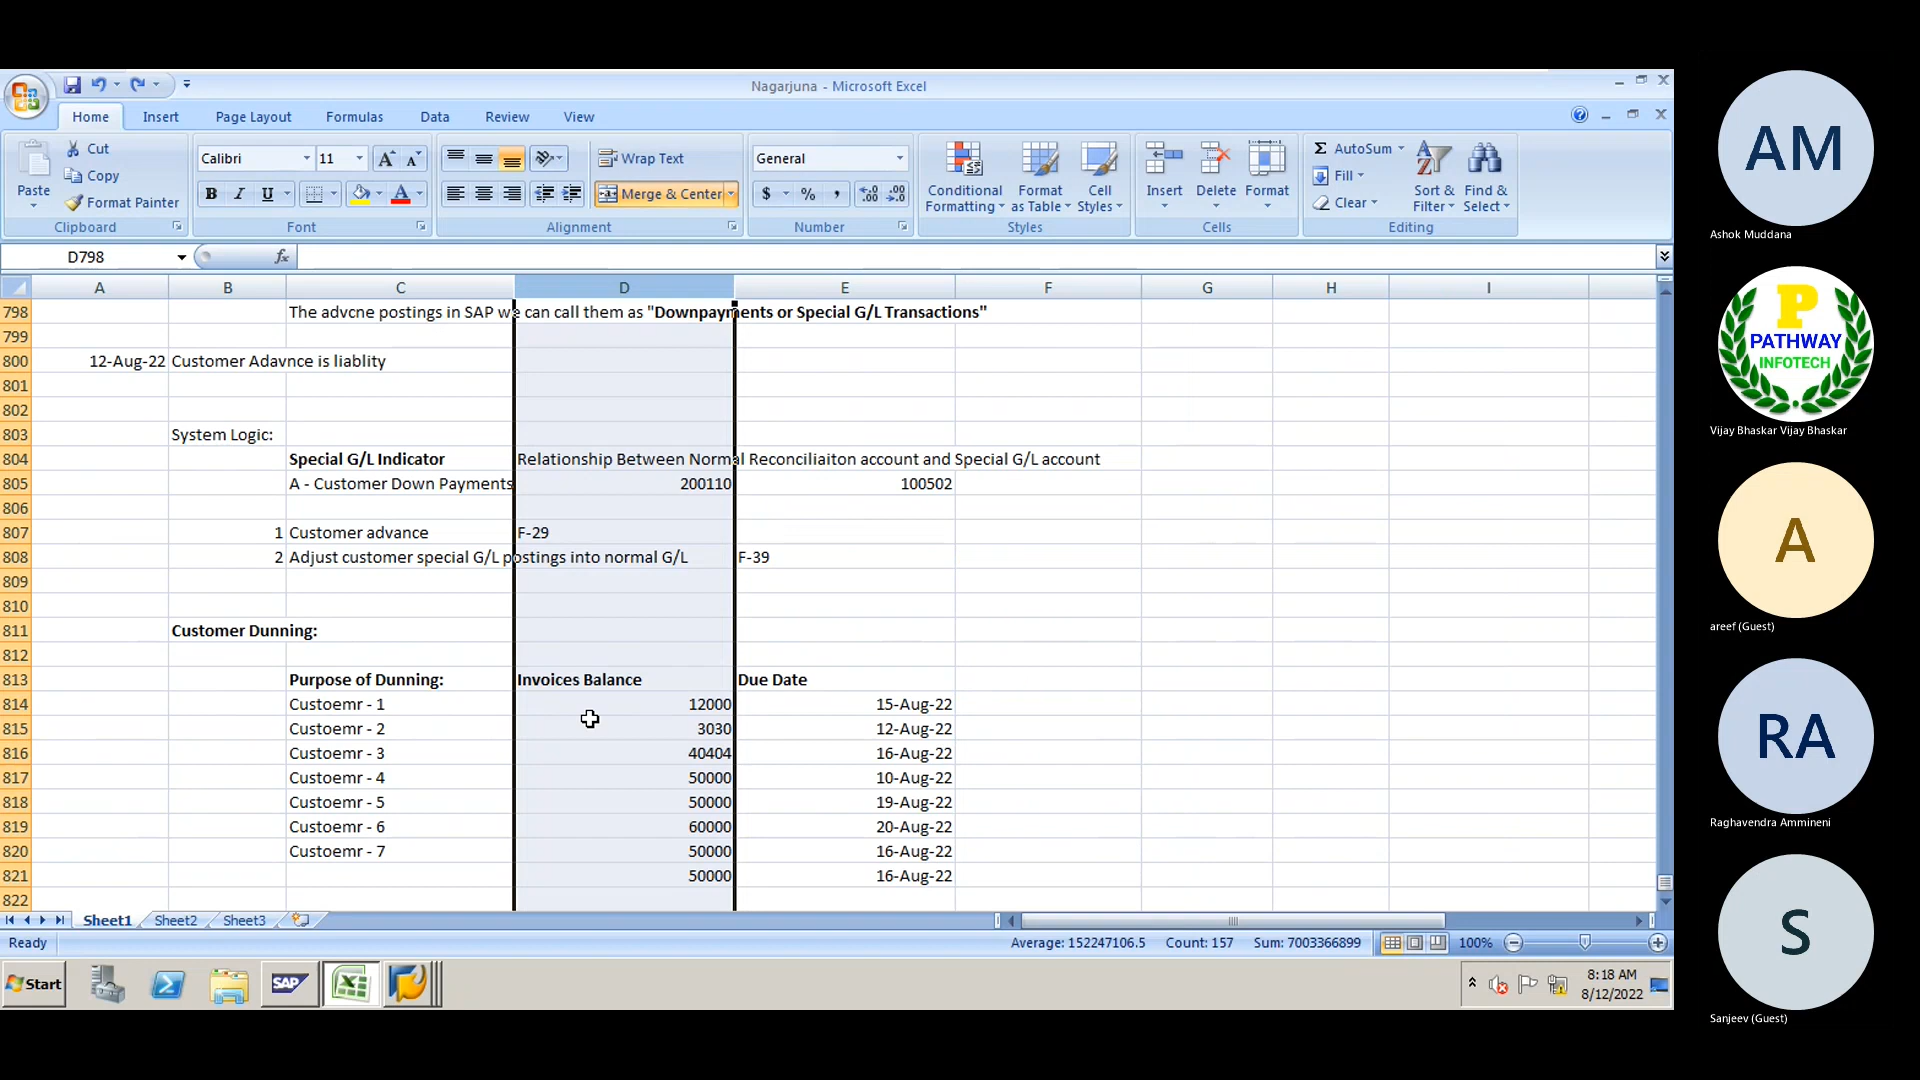 Nagarjuna - Microsoft Excel
Home Insert Page Layout Formulas Data Review View
Paste
Cut
Copy
Format Painter
Clipboard
Calibri 11
B I U
Font
Wrap Text
Merge & Center
Alignment
General
$ % ,
Number
Conditional Formatting
Format as Table
Cell Styles
Styles
Insert Delete Format
Cells
AutoSum
Fill
Clear
Sort & Filter
Find & Select
Editing
D798 fx
A B C D E F G H I
798 The advcne postings in SAP we can call them as "Downpayments or Special G/L Transactions"
799
800 12-Aug-22 Customer Adavnce is liablity
801
802
803 System Logic:
804 Special G/L Indicator Relationship Between Normal Reconciliaiton account and Special G/L account
805 A - Customer Down Payments 200110 100502
806
807 1 Customer advance F-29
808 2 Adjust customer special G/L postings into normal G/L F-39
809
810
811 Customer Dunning:
812
813 Purpose of Dunning: Invoices Balance Due Date
814 Custoemr - 1 12000 15-Aug-22
815 Custoemr - 2 3030 12-Aug-22
816 Custoemr - 3 40404 16-Aug-22
817 Custoemr - 4 50000 10-Aug-22
818 Custoemr - 5 50000 19-Aug-22
819 Custoemr - 6 60000 20-Aug-22
820 Custoemr - 7 50000 16-Aug-22
821 50000 16-Aug-22
822
Sheet1 Sheet2 Sheet3
Ready Average: 152247106.5 Count: 157 Sum: 7003366899 100%
Start SAP
8:18 AM
8/12/2022
AM
Ashok Muddana
P
PATHWAY
INFOTECH
Vijay Bhaskar Vijay Bhaskar
A
areef (Guest)
RA
Raghavendra Ammineni
S
Sanjeev (Guest)